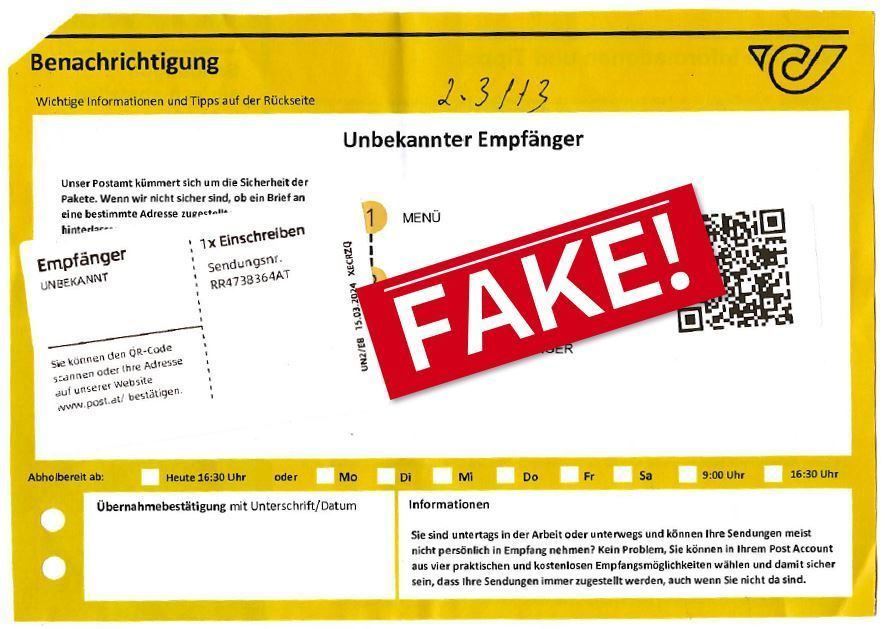 Benachrichtigung
Wichtige Informationen und Tipps auf der Rückseite
2.3/13
Unbekannter Empfänger
Unser Postamt kümmert sich um die Sicherheit der
Pakete. Wenn wir nicht sicher sind, ob ein Brief an
eine bestimmte Adresse zugestellt
hinterlassen
Empfänger
UNBEKANNT
1x Einschreiben
Sendungsnr.
RR473B364AT
Sie können den QR-Code
scannen oder Ihre Adresse
auf unserer Website
www.post.at/ bestätigen.
UN2/EB 15.03.2024 XECRZQ
1 MENÜ
FAKE!
Abholbereit ab: Heute 16:30 Uhr oder Mo Di Mi Do Fr Sa 9:00 Uhr 16:30 Uhr
Übernahmebestätigung mit Unterschrift/Datum
Informationen
Sie sind untertags in der Arbeit oder unterwegs und können Ihre Sendungen meist
nicht persönlich in Empfang nehmen? Kein Problem, Sie können in Ihrem Post Account
aus vier praktischen und kostenlosen Empfangsmöglichkeiten wählen und damit sicher
sein, dass Ihre Sendungen immer zugestellt werden, auch wenn Sie nicht da sind.